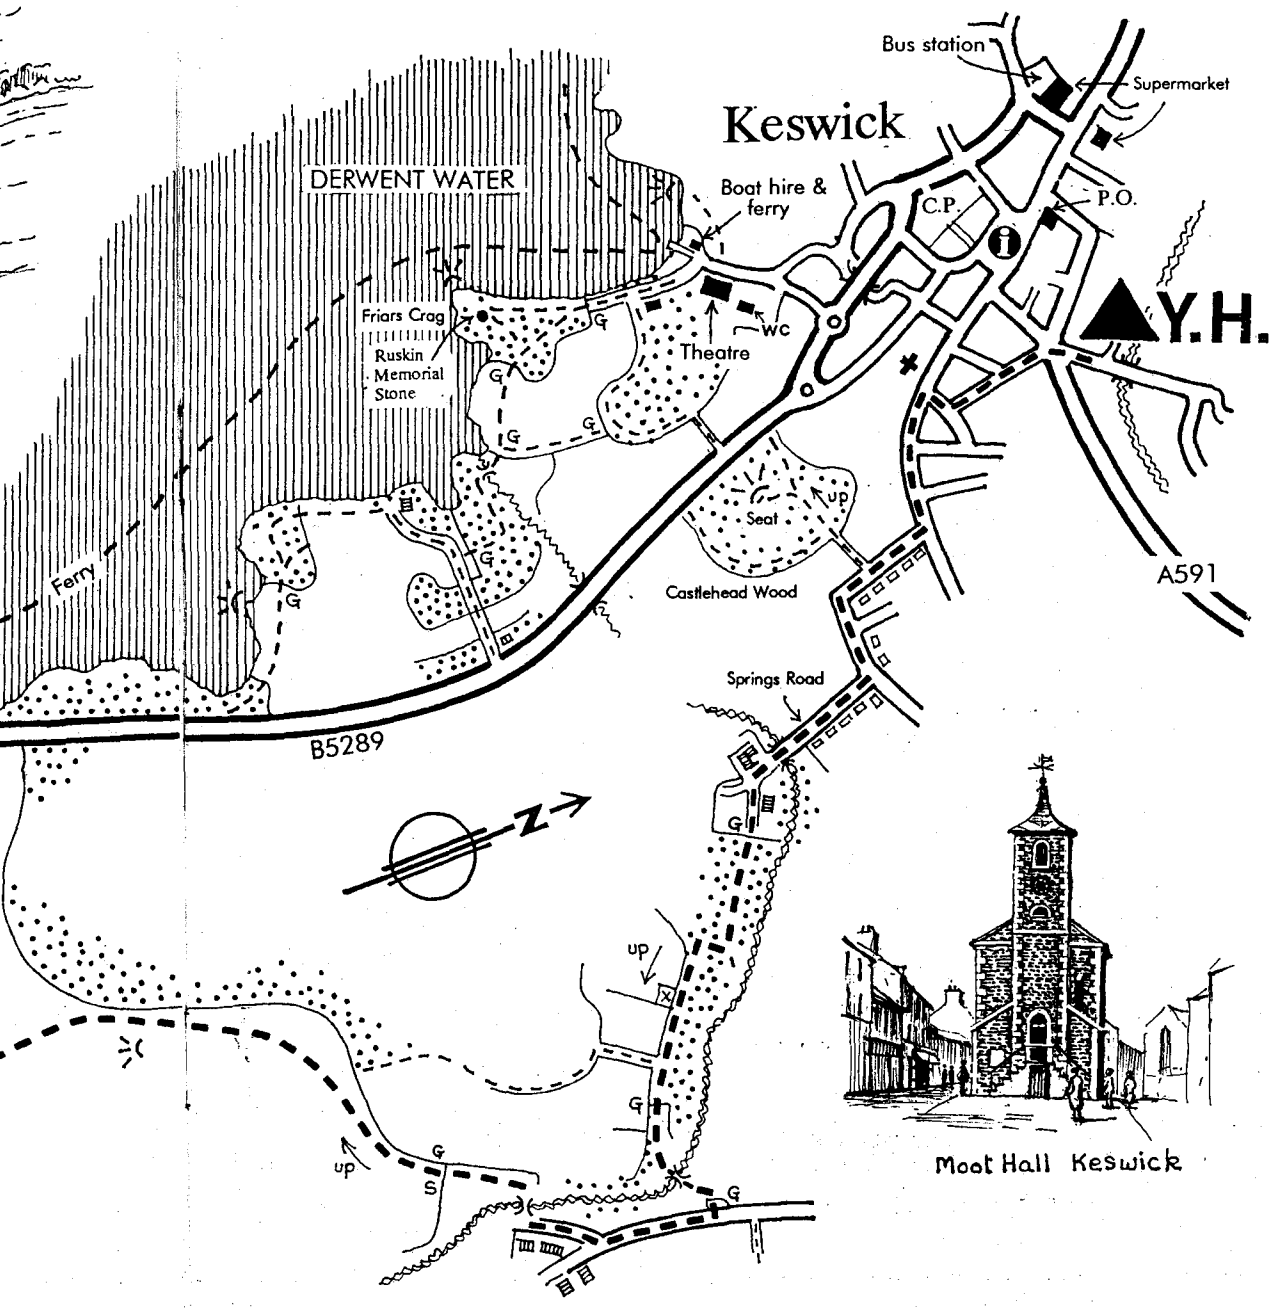 Bus station
Supermarket
Keswick
DERWENT WATER
Boat hire &
ferry
C.P.
P.O.
i
Y.H.
Friars Crag
Ruskin
Memorial
Stone
G
WC
Theatre
G
G
G
up
Seat
G
Ferry
G
Castlehead Wood
A591
Springs Road
B5289
N
G
up
X
G
up
G
S
G
Moot Hall Keswick